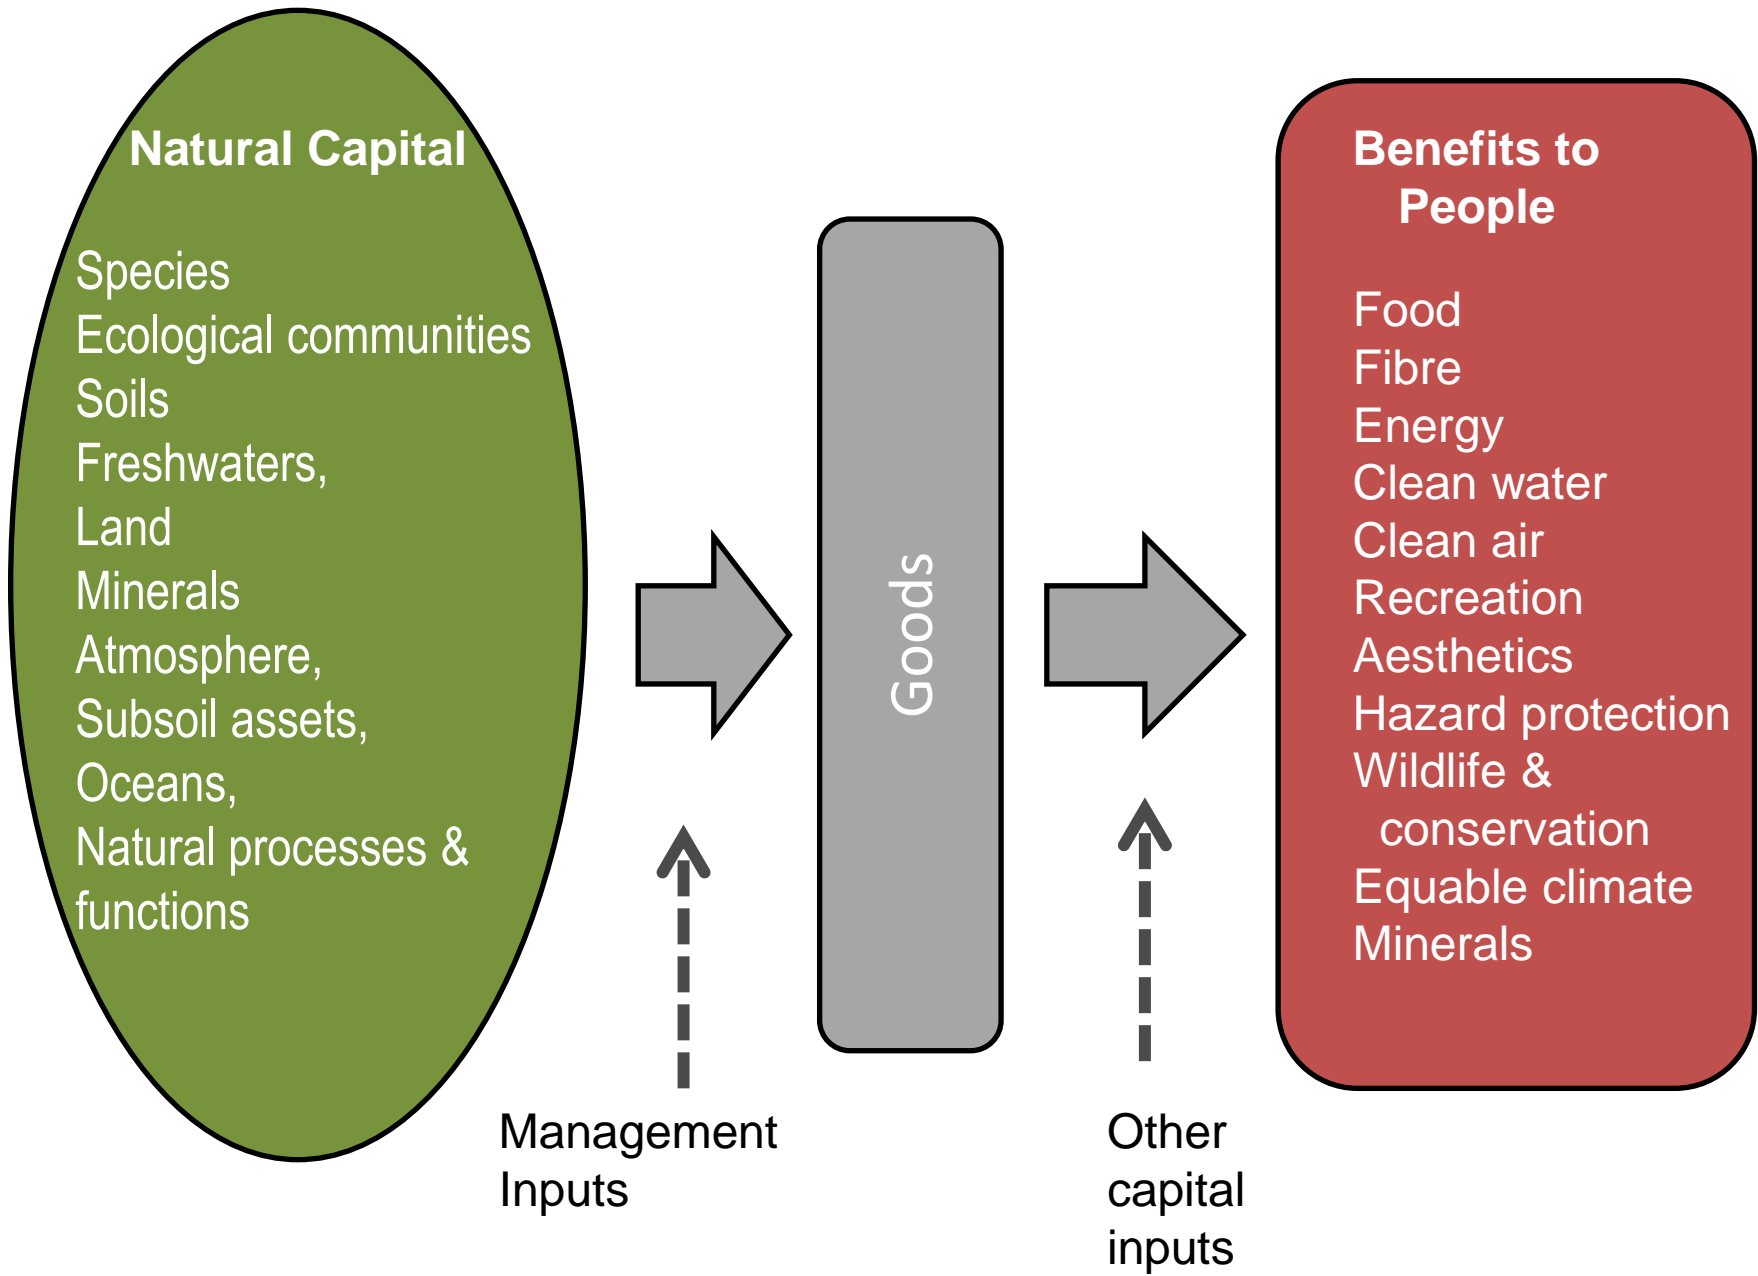 Natural Capital
Species
Ecological communities
Soils
Freshwaters,
Land
Minerals
Atmosphere,
Subsoil assets,
Oceans,
Natural processes &
functions
Management
Inputs
Goods
Other
capital
inputs
Benefits to
People
Food
Fibre
Energy
Clean water
Clean air
Recreation
Aesthetics
Hazard protection
Wildlife &
conservation
Equable climate
Minerals